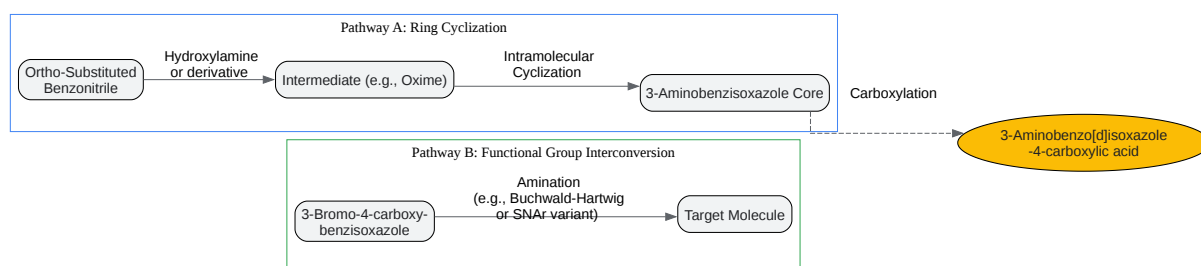 Pathway A: Ring Cyclization
Ortho-Substituted
Benzonitrile
Hydroxylamine
or derivative
Intermediate (e.g., Oxime)
Intramolecular
Cyclization
3-Aminobenzisoxazole Core
Carboxylation
3-Aminobenzo[d]isoxazole
-4-carboxylic acid
Pathway B: Functional Group Interconversion
3-Bromo-4-carboxy-
benzisoxazole
Amination
(e.g., Buchwald-Hartwig
or SNAr variant)
Target Molecule